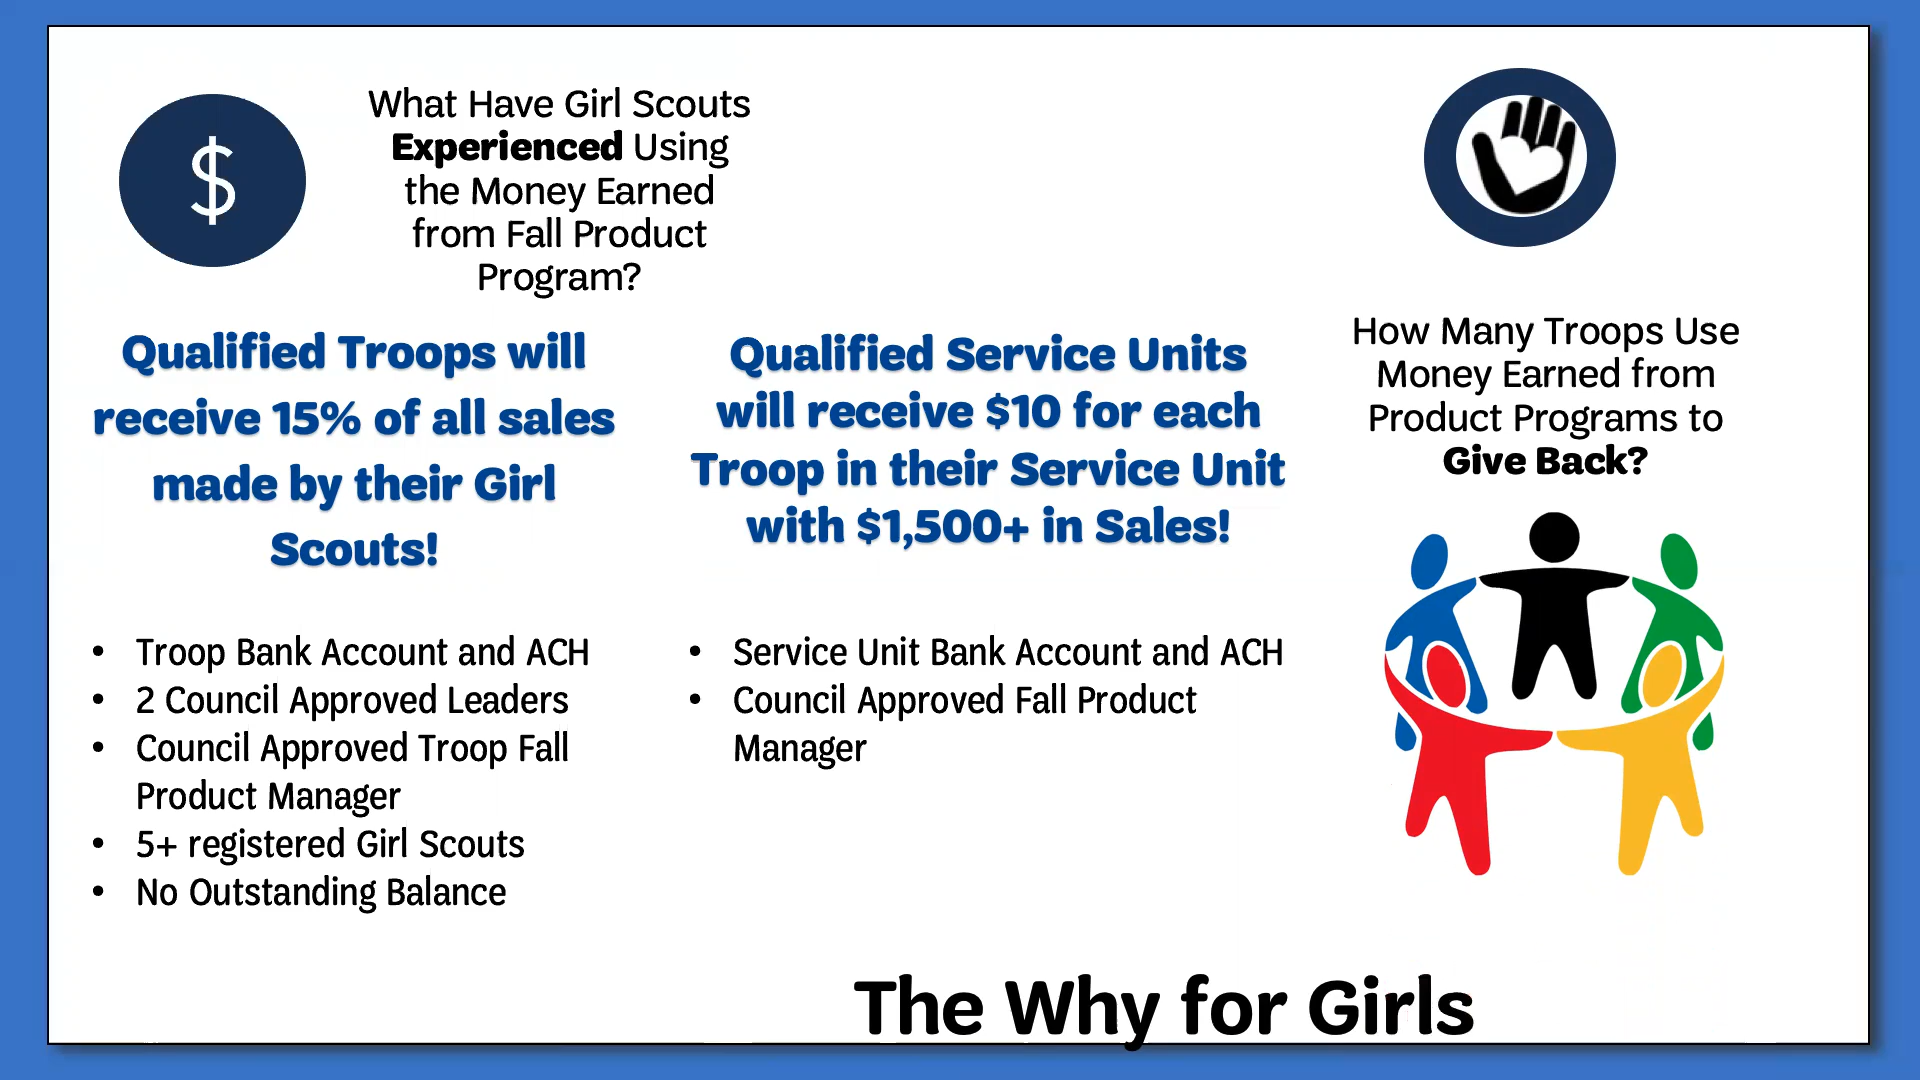 $
What Have Girl Scouts
Experienced Using
the Money Earned
from Fall Product
Program?
Qualified Troops will
receive 15% of all sales
made by their Girl
Scouts!
• Troop Bank Account and ACH
• 2 Council Approved Leaders
• Council Approved Troop Fall
Product Manager
• 5+ registered Girl Scouts
• No Outstanding Balance
Qualified Service Units
will receive $10 for each
Troop in their Service Unit
with $1,500+ in Sales!
• Service Unit Bank Account and ACH
• Council Approved Fall Product
Manager
How Many Troops Use
Money Earned from
Product Programs to
Give Back?
The Why for Girls